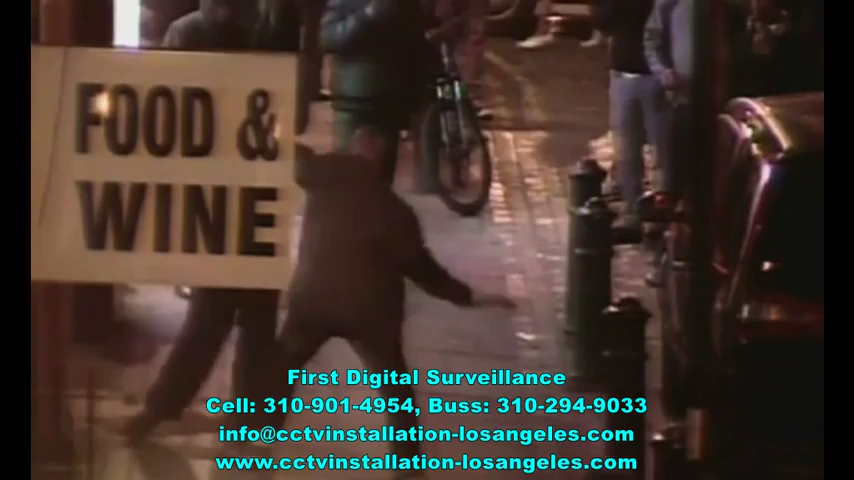 FOOD &
WINE
First Digital Surveillance
Cell: 310-901-4954, Buss: 310-294-9033
info@cctvinstallation-losangeles.com
www.cctvinstallation-losangeles.com